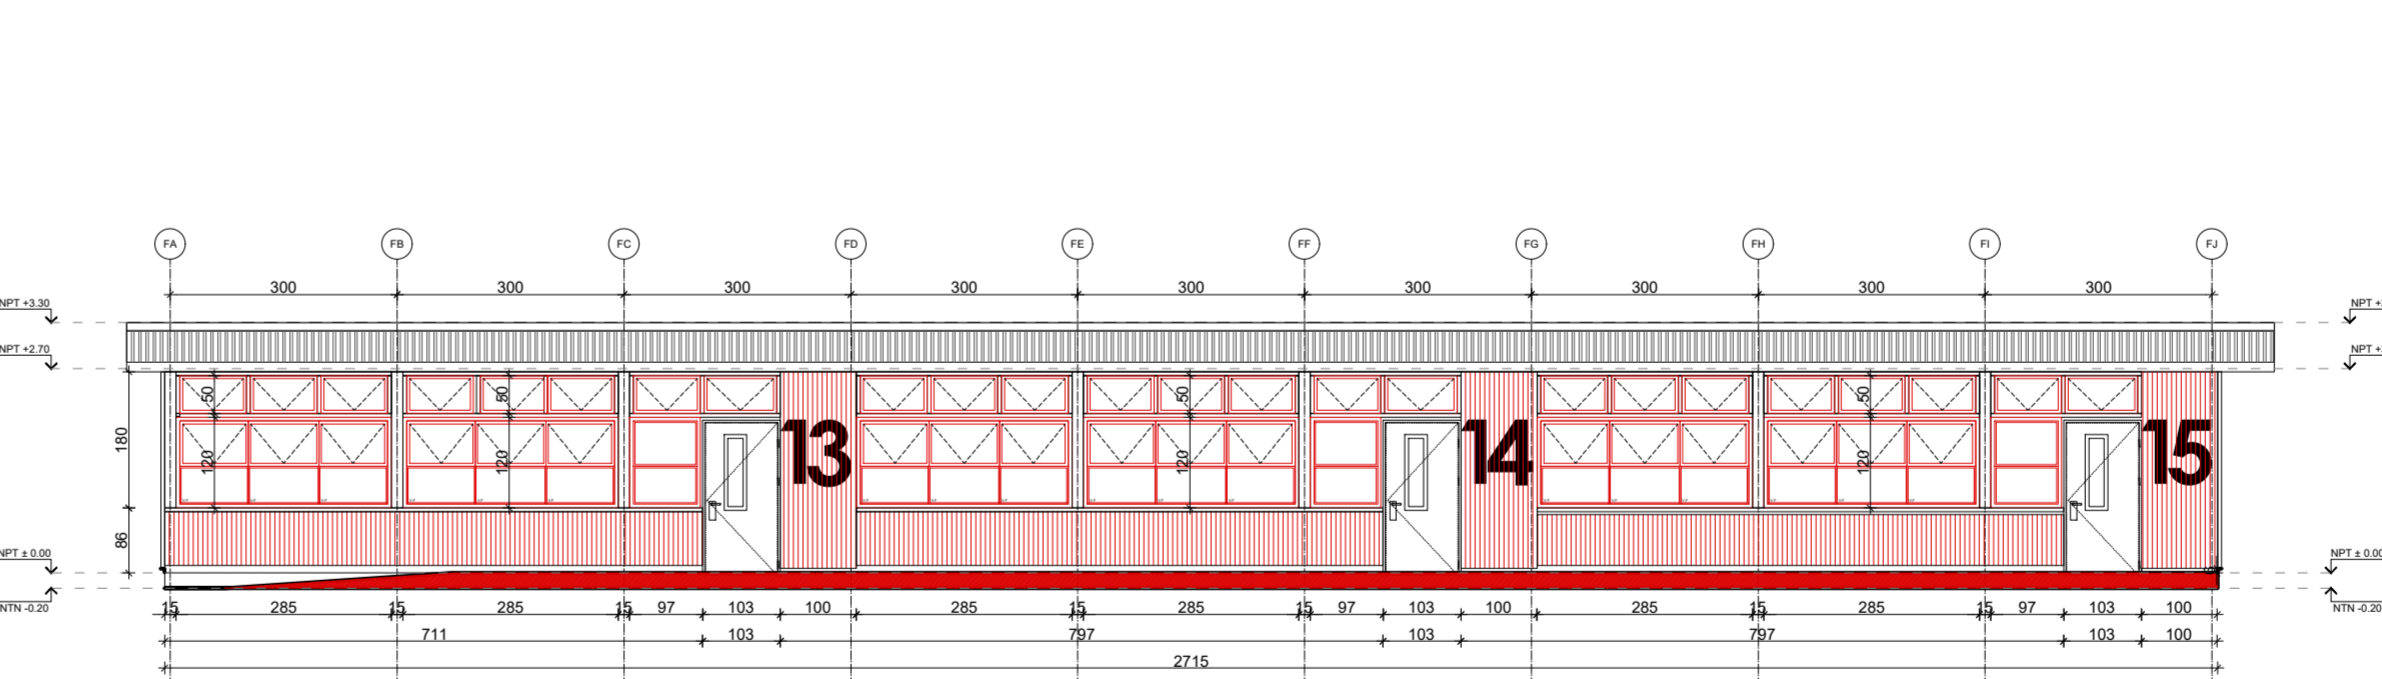 FA FB FC FD FE FF FG FH FI FJ
300 300 300 300 300 300 300 300 300
NPT +3.30 NPT +
NPT +2.70 NPT +
50 50 50 50
180 120 120 120 120
13 14 15
86
NPT ± 0.00 NPT ± 0.00
NTN -0.20 NTN -0.20
15 285 15 285 15 97 103 100 285 15 285 15 97 103 100 285 15 285 15 97 103 100
711 103 797 103 797 103 100
2715